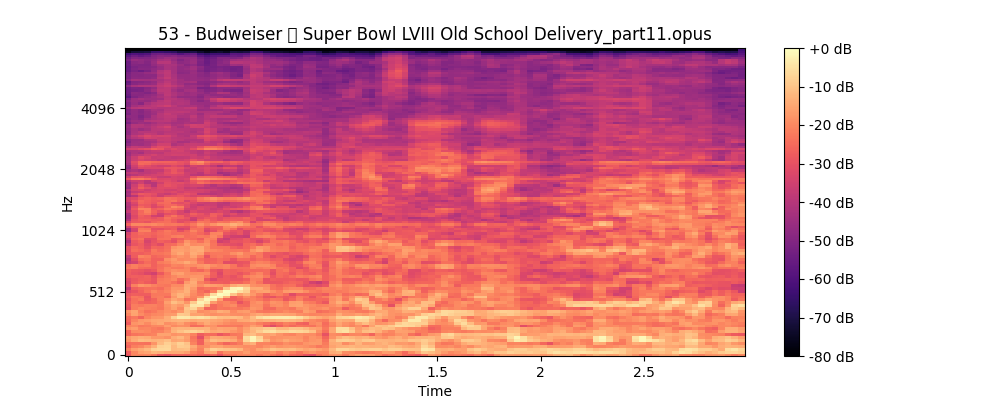 53 - Budweiser ▯ Super Bowl LVIII Old School Delivery_part11.opus
Hz
4096
2048
1024
512
0
0
0.5
1
1.5
2
2.5
Time
+0 dB
-10 dB
-20 dB
-30 dB
-40 dB
-50 dB
-60 dB
-70 dB
-80 dB